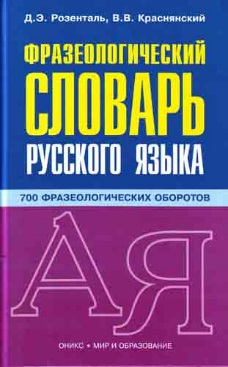 Д.Э. Розенталь, В.В. Краснянский
ФРАЗЕОЛОГИЧЕСКИЙ
СЛОВАРЬ
РУССКОГО ЯЗЫКА
700 ФРАЗЕОЛОГИЧЕСКИХ ОБОРОТОВ
А Я
ОНИКС • МИР И ОБРАЗОВАНИЕ